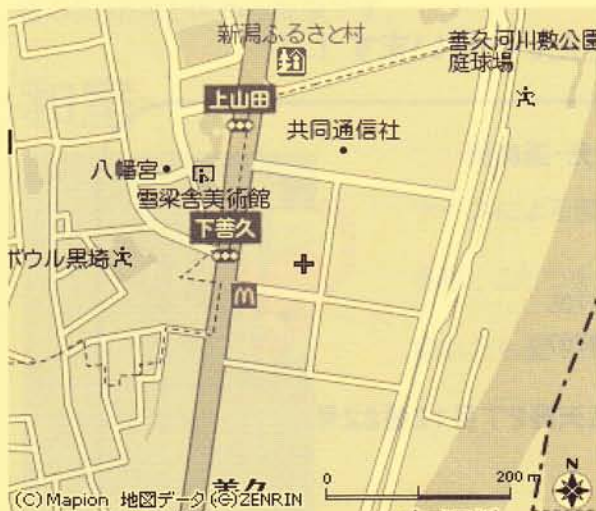 新潟ふるさと村
善久河川敷公園
庭球場
上山田
共同通信社
八幡宮
雪梁舎美術館
下善久
ボウル黒埼
善久
0 200 m
N
(C)Mapion 地図データ(C)ZENRIN